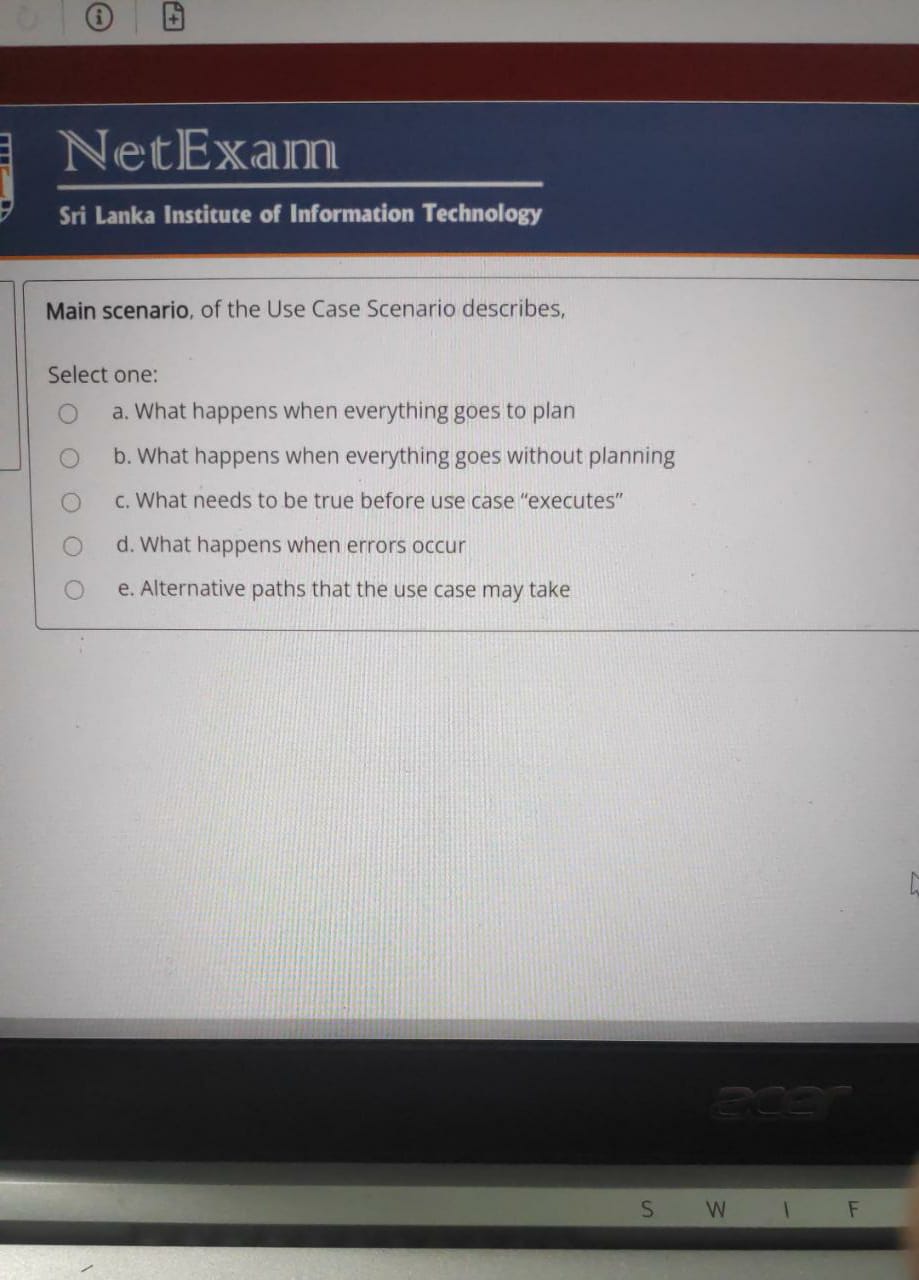 NetExam
Sri Lanka Institute of Information Technology
Main scenario, of the Use Case Scenario describes,
Select one:
a. What happens when everything goes to plan
b. What happens when everything goes without planning
c. What needs to be true before use case “executes”
d. What happens when errors occur
e. Alternative paths that the use case may take
acer
S W I F